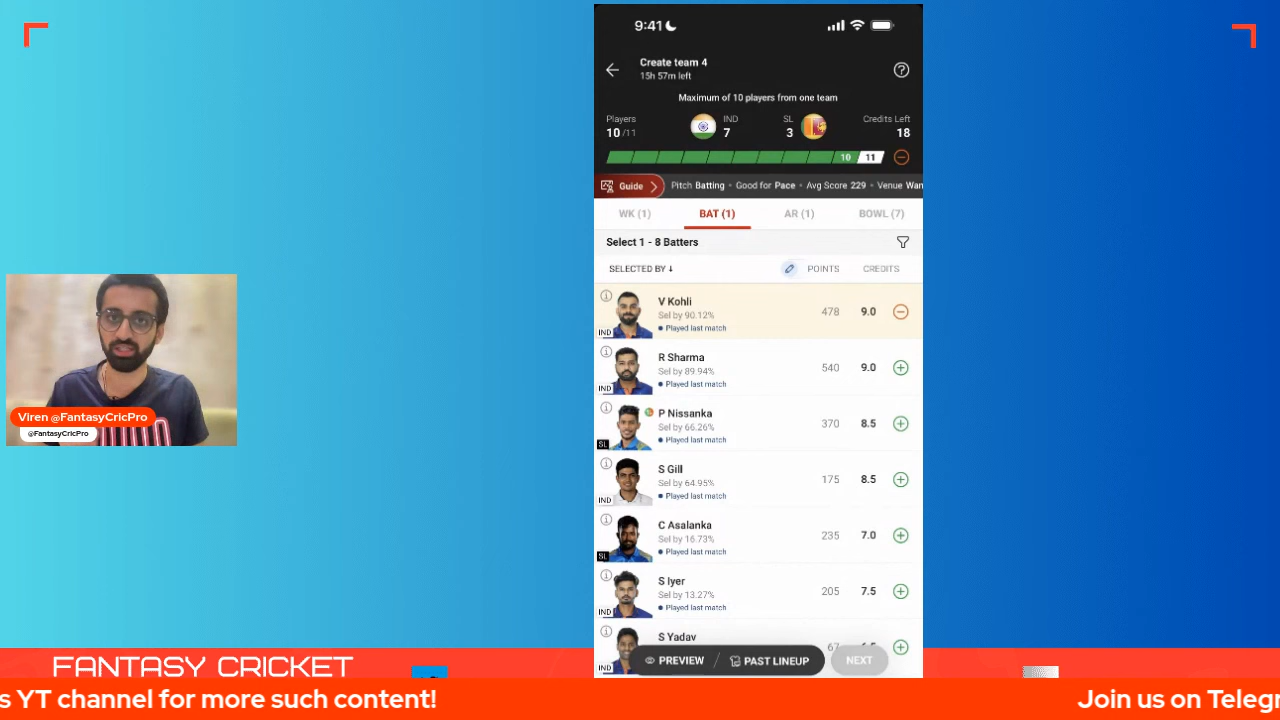 9:41
Create team 4
15h 57m left
Maximum of 10 players from one team
Players IND SL Credits Left
10/11 7 3 18
10 11
Guide Pitch Batting • Good for Pace • Avg Score 229 • Venue Wan
WK (1) BAT (1) AR (1) BOWL (7)
Select 1 - 8 Batters
SELECTED BY ↓ POINTS CREDITS
V Kohli
Sel by 90.12% 478 9.0
IND • Played last match
R Sharma
Sel by 89.94% 540 9.0
IND • Played last match
P Nissanka
Sel by 66.26% 370 8.5
SL • Played last match
S Gill
Sel by 64.95% 175 8.5
IND • Played last match
C Asalanka
Sel by 16.73% 235 7.0
SL • Played last match
S Iyer
Sel by 13.27% 205 7.5
IND • Played last match
S Yadav
IND
PREVIEW / PAST LINEUP NEXT
Viren @FantasyCricPro
@FantasyCricPro
FANTASY CRICKET
s YT channel for more such content! Join us on Telegr